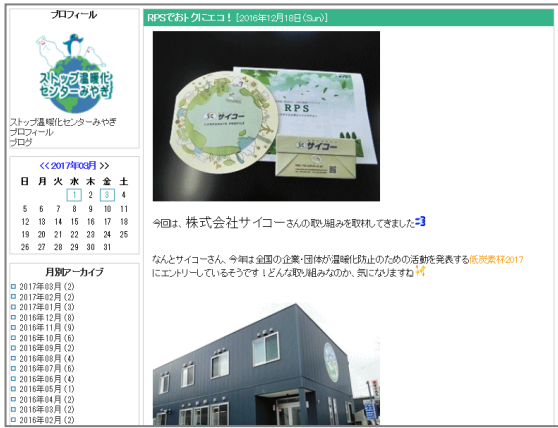 プロフィール
ストップ温暖化
センターみやぎ
ストップ温暖化センターみやぎ
プロフィール
ブログ
<<2017年03月>>
日 月 火 水 木 金 土
1 2 3 4
5 6 7 8 9 10 11
12 13 14 15 16 17 18
19 20 21 22 23 24 25
26 27 28 29 30 31
月別アーカイブ
2017年03月(2)
2017年02月(2)
2017年01月(3)
2016年12月(8)
2016年11月(9)
2016年10月(6)
2016年09月(2)
2016年08月(4)
2016年07月(6)
2016年06月(4)
2016年05月(1)
2016年04月(2)
2016年03月(2)
2016年02月(2)
RPSでおトクにエコ！[2016年12月18日(Sun)]
サイコー
RPS
サイコー
今回は、株式会社サイコーさんの取り組みを取材してきました
なんとサイコーさん、今年は全国の企業・団体が温暖化防止のための活動を発表する低炭素杯2017
にエントリーしているそうです！どんな取り組みなのか、気になりますね